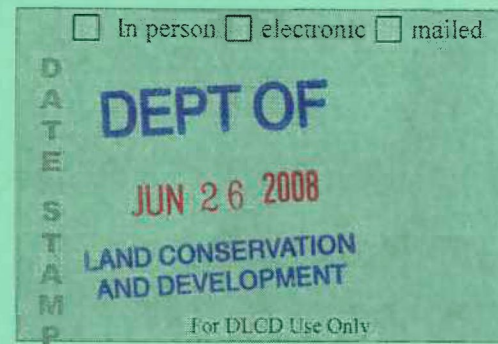 ☐ In person ☐ electronic ☐ mailed
DATE STAMP
DEPT OF
JUN 26 2008
LAND CONSERVATION
AND DEVELOPMENT
For DLCD Use Only